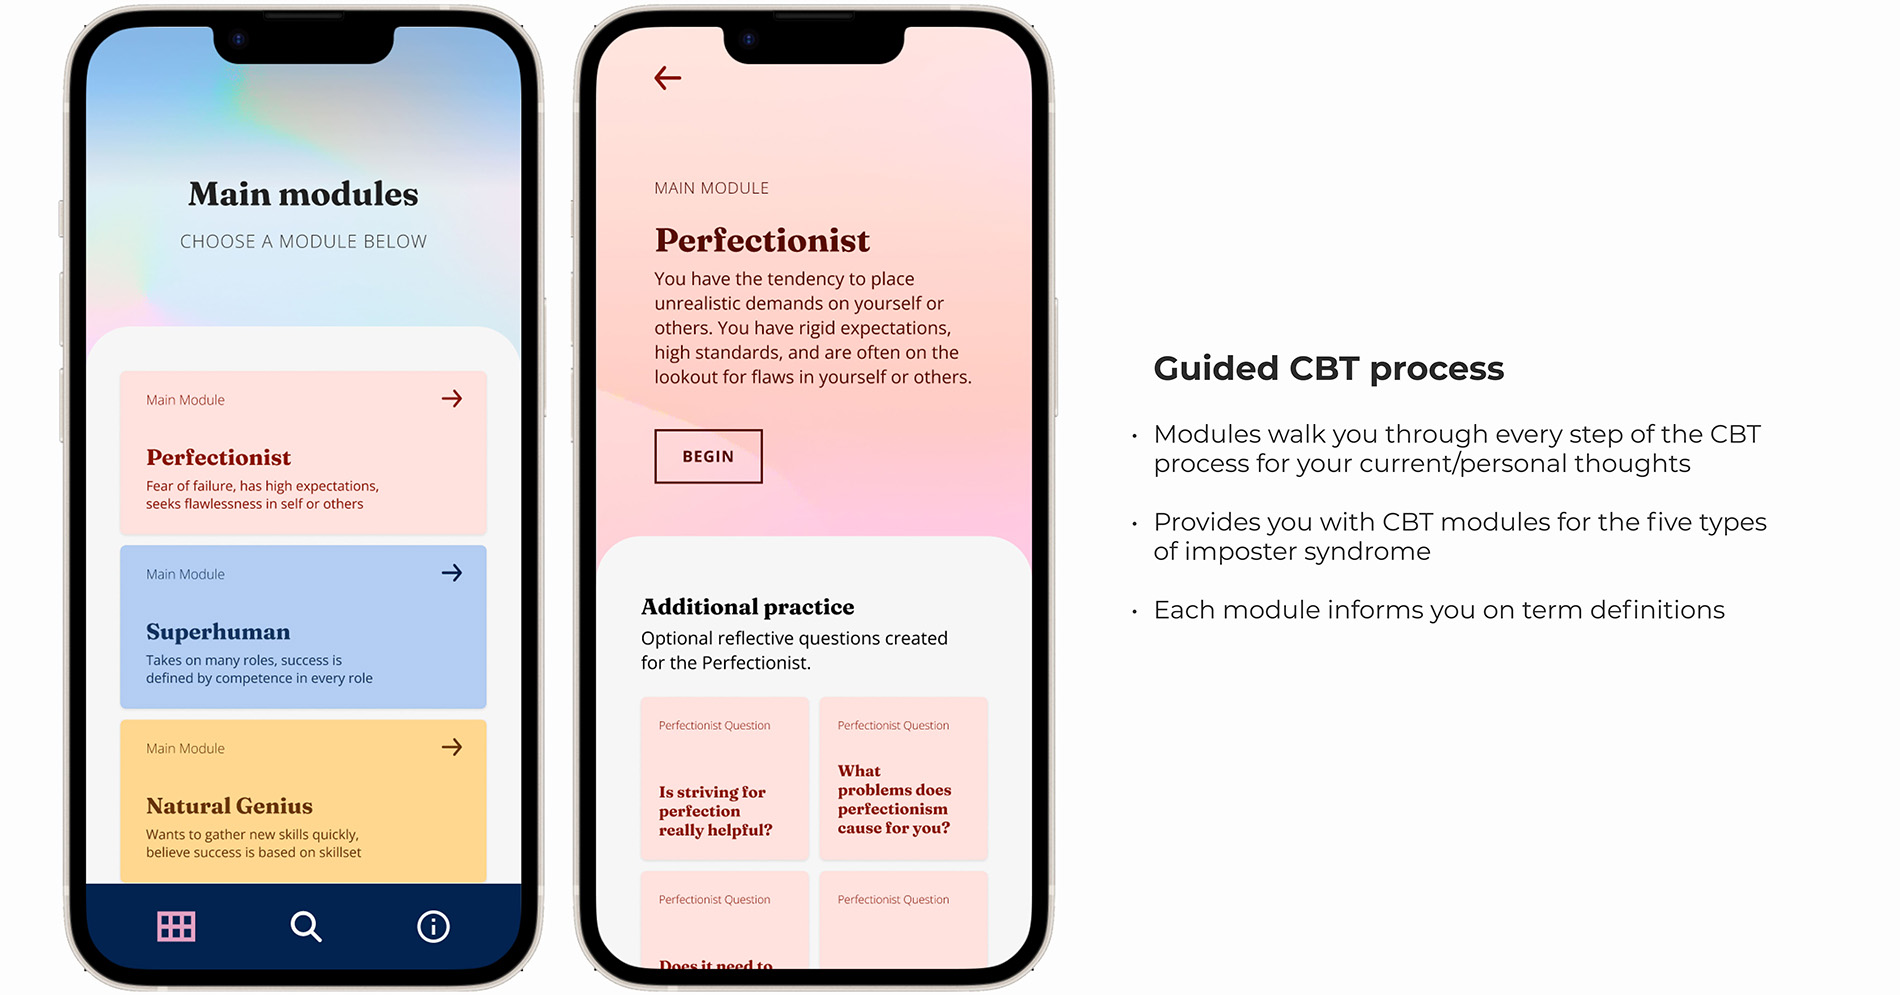 Main modules
CHOOSE A MODULE BELOW
Main Module
Perfectionist
Fear of failure, has high expectations,
seeks flawlessness in self or others
Main Module
Superhuman
Takes on many roles, success is
defined by competence in every role
Main Module
Natural Genius
Wants to gather new skills quickly,
believe success is based on skillset
MAIN MODULE
Perfectionist
You have the tendency to place
unrealistic demands on yourself or
others. You have rigid expectations,
high standards, and are often on the
lookout for flaws in yourself or others.
BEGIN
Additional practice
Optional reflective questions created
for the Perfectionist.
Perfectionist Question
Is striving for
perfection
really helpful?
Perfectionist Question
What
problems does
perfectionism
cause for you?
Perfectionist Question
Does it need to
Perfectionist Question
Guided CBT process
• Modules walk you through every step of the CBT
process for your current/personal thoughts
• Provides you with CBT modules for the five types
of imposter syndrome
• Each module informs you on term definitions